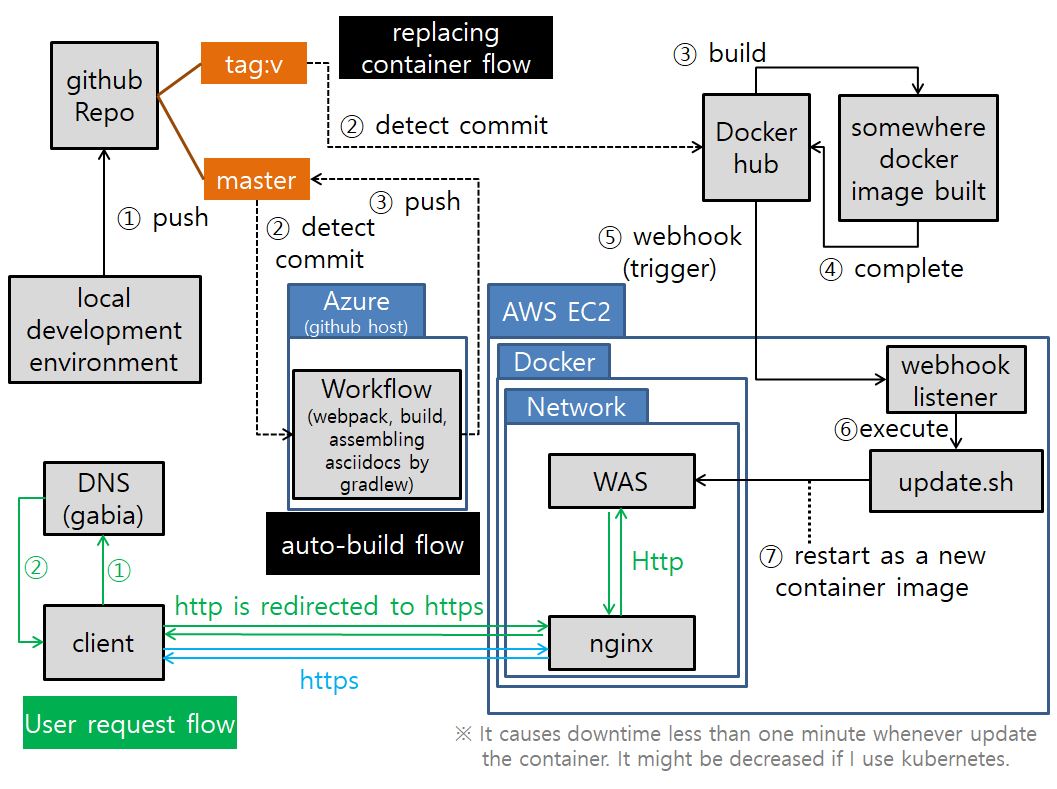 replacing
container flow
github
Repo
tag:v
③ build
② detect commit
Docker
hub
somewhere
docker
image built
master
③ push
① push
② detect
commit
⑤ webhook
(trigger)
④ complete
local
development
environment
Azure
(github host)
AWS EC2
Docker
Network
webhook
listener
Workflow
(webpack, build,
assembling
asciidocs by
gradlew)
⑥execute
DNS
(gabia)
WAS
update.sh
auto-build flow
②
①
Http
⑦ restart as a new
container image
http is redirected to https
client
nginx
https
User request flow
※ It causes downtime less than one minute whenever update
the container. It might be decreased if I use kubernetes.